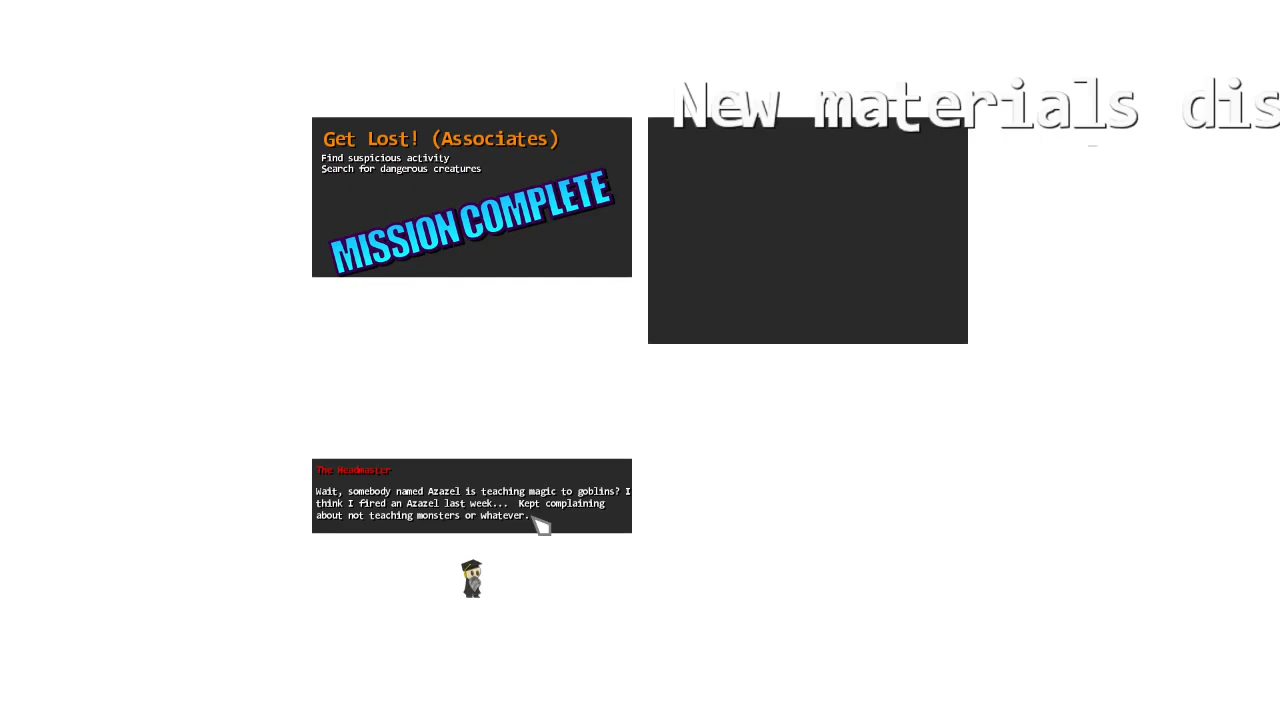 New materials dis
Get Lost! (Associates)
Find suspicious activity
Search for dangerous creatures
MISSION COMPLETE
The Headmaster
Wait, somebody named Azazel is teaching magic to goblins? I
think I fired an Azazel last week...  Kept complaining
about not teaching monsters or whatever.